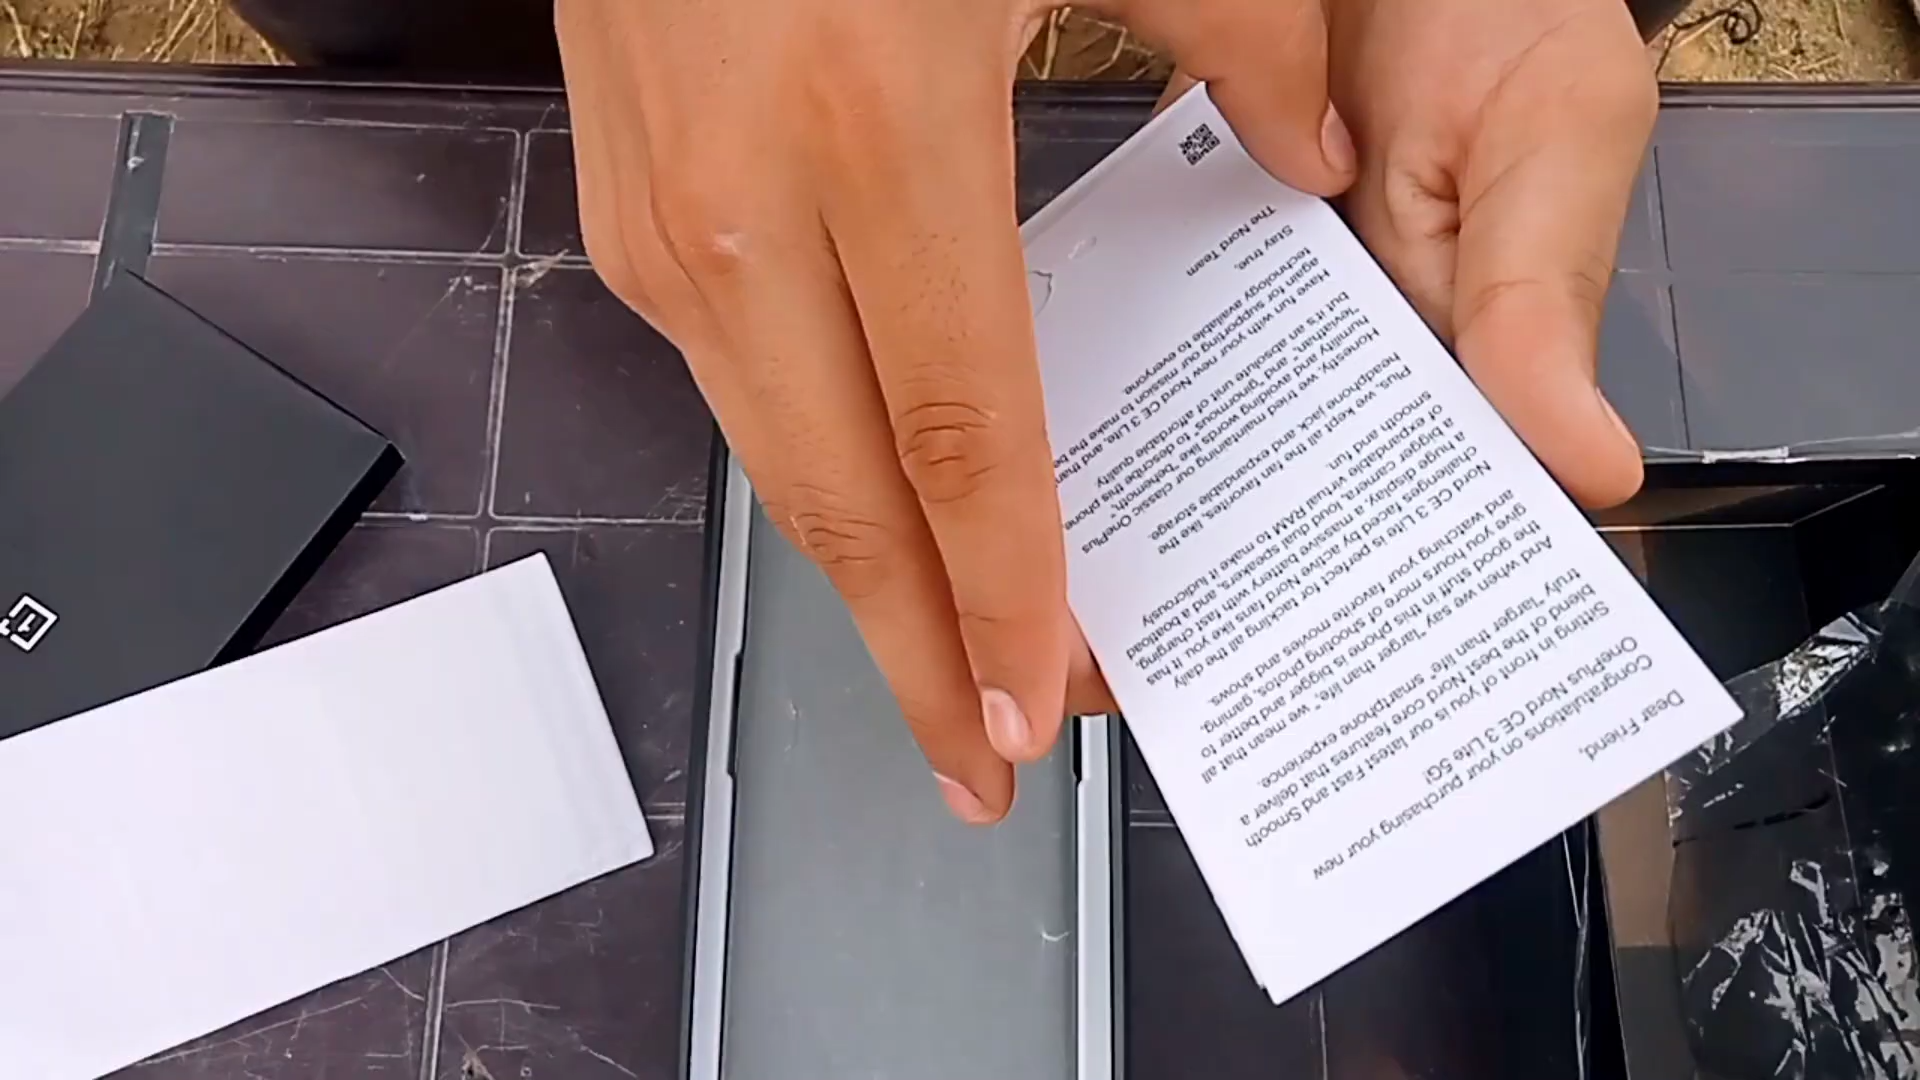 Dear Friend,
Congratulations on your purchasing your new
OnePlus Nord CE 3 Lite 5G!
Sitting in front of you is our latest Fast and Smooth
blend of the best Nord core features that deliver a
truly "larger than life" smartphone experience.
And when we say "larger than life," we mean that all
the good stuff in this phone is bigger and better to
give you hours more of shooting photos, gaming,
and watching your favorite movies and shows.
Nord CE 3 Lite is perfect for tackling all the daily
challenges faced by active Nord fans like you. It has
a huge display, a massive battery with fast charging,
a bigger camera, loud dual speakers, and a boatload
of expandable virtual RAM to make it ludicrously
smooth and fun.
Plus, we kept all the fan favorites, like the
headphone jack and expandable storage.
Honestly, we tried maintaining our classic OnePlus
humility and avoiding words like "behemoth,"
"leviathan," and "ginormous" to describe this phone
but it's an absolute unit of affordable quality.
Have fun with your new Nord CE 3 Lite, and than
again for supporting our mission to make the be
technology available to everyone.
Stay true,
The Nord Team